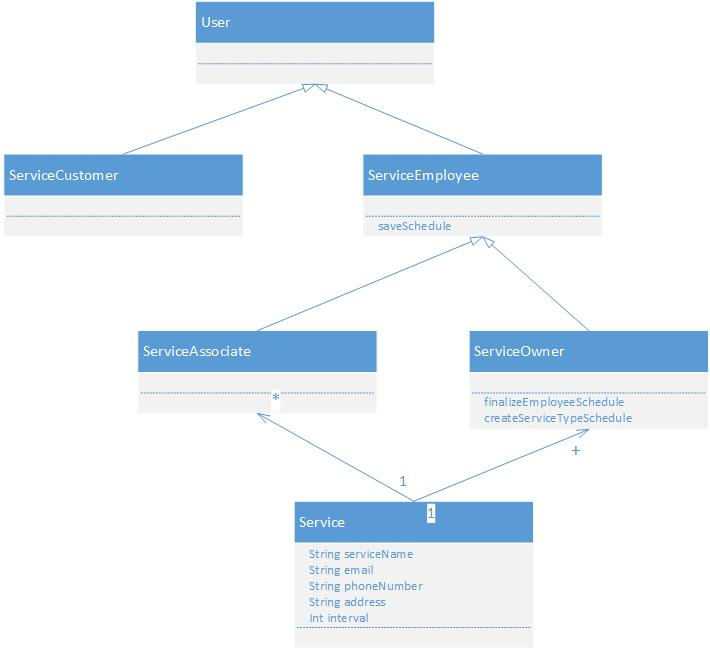 User
ServiceCustomer
ServiceEmployee
saveSchedule
ServiceAssociate
*
ServiceOwner
finalizeEmployeeSchedule
createServiceTypeSchedule
+
1
1
Service
String serviceName
String email
String phoneNumber
String address
Int interval